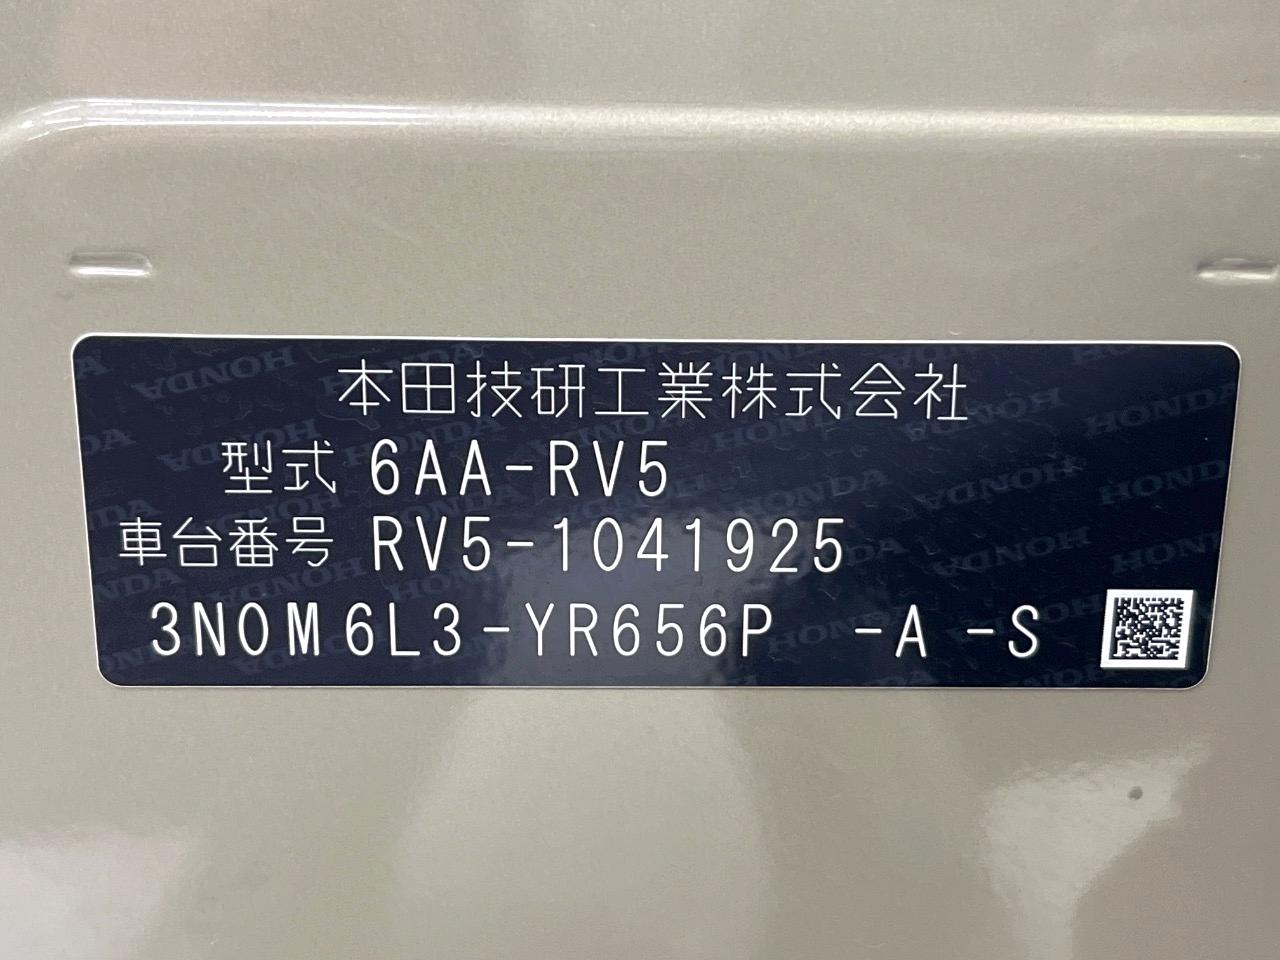 本田技研工業株式会社
型式 6AA-RV5
車台番号 RV5-1041925
3N0M6L3-YR656P -A -S